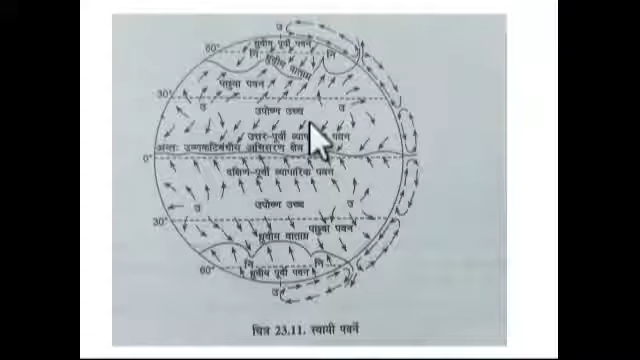 उ
60°
ध्रुवीय पूर्वी पवन
नि
नि
ध्रुवीय वाताग्र
पछुवा पवन
30°
उ
उ
उपोष्ण उच्च
उत्तर-पूर्वी व्यापारिक पवन
अन्तः उष्णकटिबंधीय अभिसरण क्षेत्र
0°
दक्षिण-पूर्वी व्यापारिक पवन
उ
उ
उपोष्ण उच्च
30°
पछुवा पवन
ध्रुवीय वाताग्र
नि
नि
60°
ध्रुवीय पूर्वी पवन
उ
चित्र 23.11. स्थायी पवनें